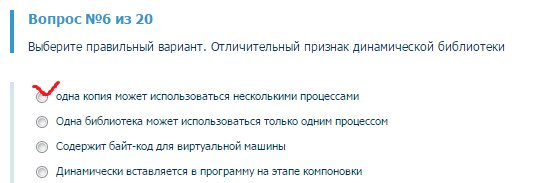 Вопрос №6 из 20
Выберите правильный вариант. Отличительный признак динамической библиотеки
одна копия может использоваться несколькими процессами
Одна библиотека может использоваться только одним процессом
Содержит байт-код для виртуальной машины
Динамически вставляется в программу на этапе компоновки